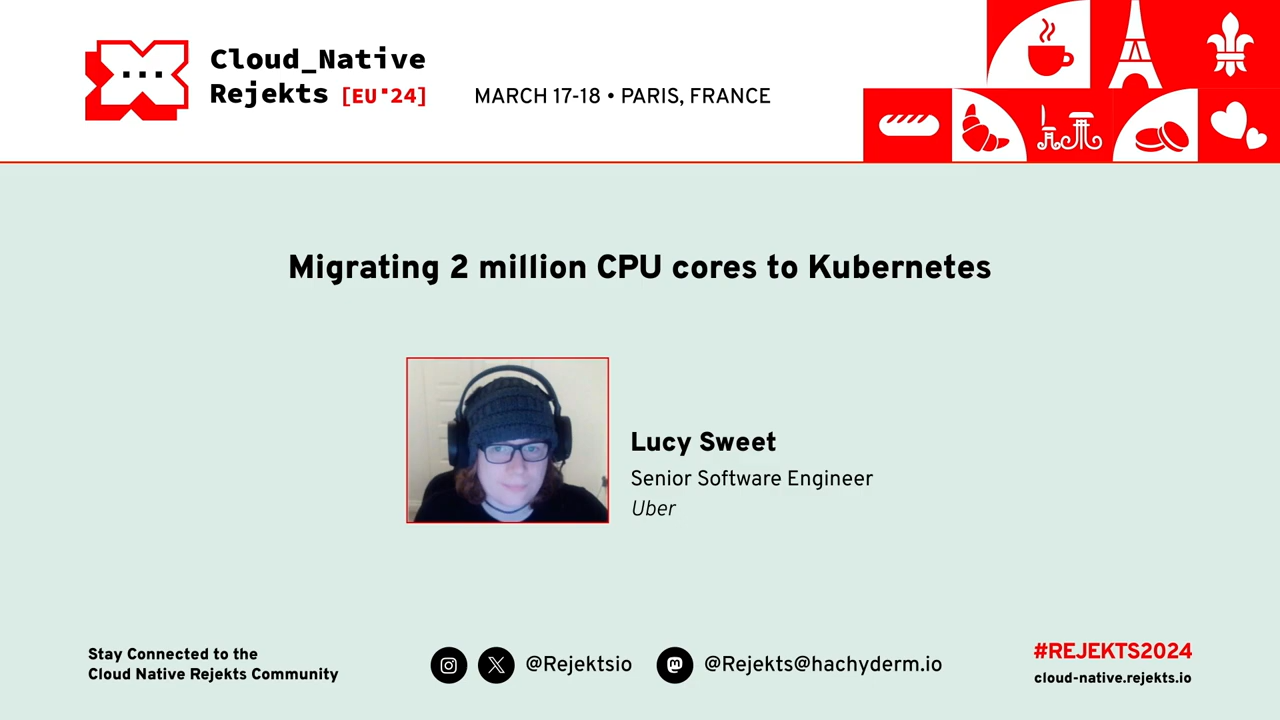 Cloud_Native
Rejekts [EU"24]
MARCH 17-18 • PARIS, FRANCE
Migrating 2 million CPU cores to Kubernetes
Lucy Sweet
Senior Software Engineer
Uber
Stay Connected to the
Cloud Native Rejekts Community
@Rejektsio
@Rejekts@hachyderm.io
#REJEKTS2024
cloud-native.rejekts.io